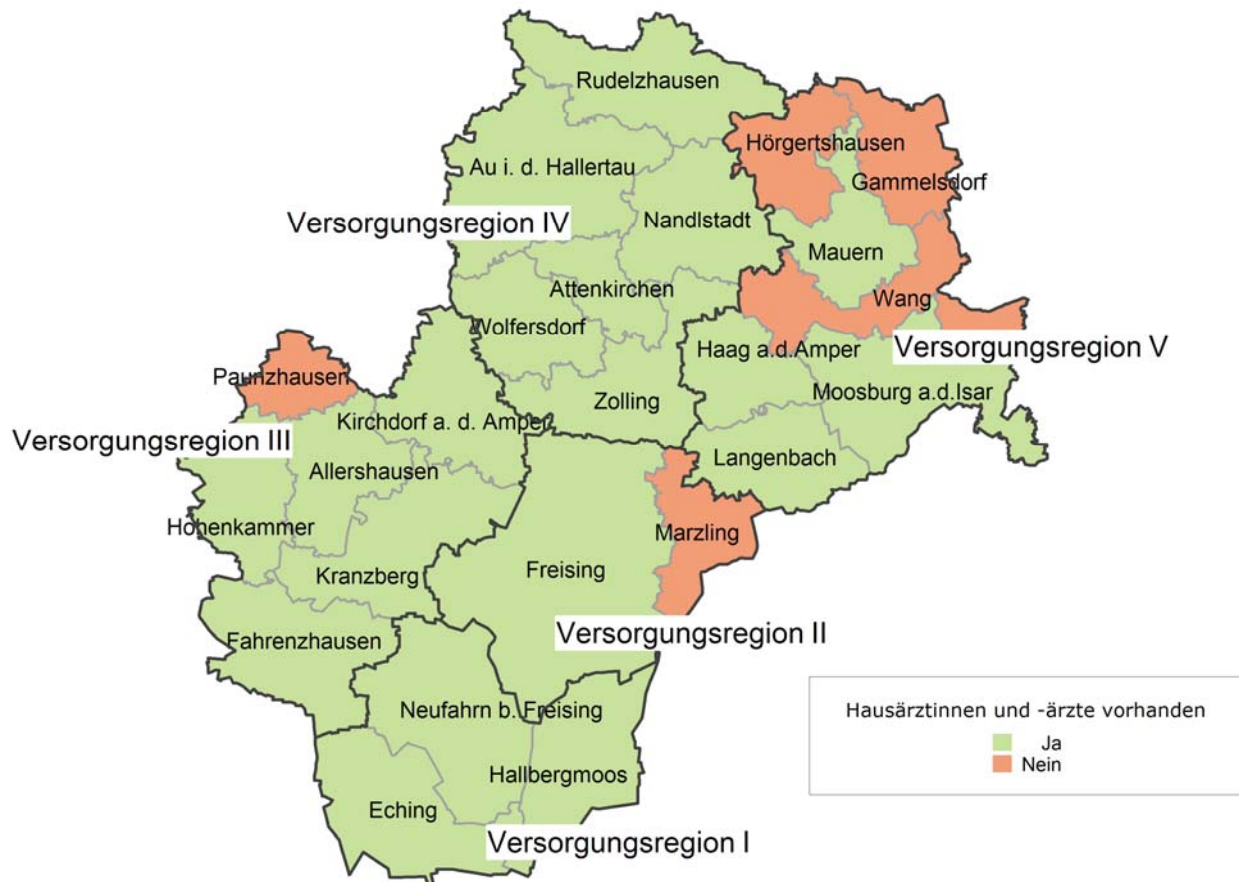 Rudelzhausen
Hörgertshausen
Au i. d. Hallertau
Gammelsdorf
Versorgungsregion IV
Nandlstadt
Mauern
Attenkirchen
Wang
Wolfersdorf
Haag a.d.Amper
Versorgungsregion V
Paunzhausen
Zolling
Moosburg a.d.Isar
Kirchdorf a. d. Amper
Versorgungsregion III
Allershausen
Langenbach
Hohenkammer
Marzling
Freising
Kranzberg
Versorgungsregion II
Fahrenzhausen
Neufahrn b. Freising
Hallbergmoos
Eching
Versorgungsregion I
Hausärztinnen und -ärzte vorhanden
Ja
Nein